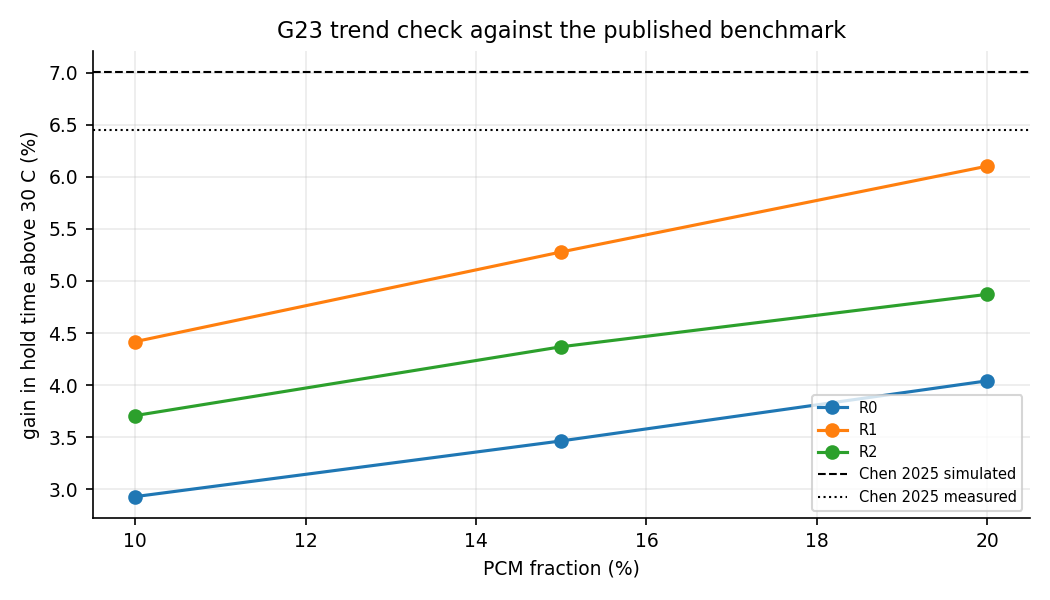 G23 trend check against the published benchmark
gain in hold time above 30 C (%)
7.0
6.5
6.0
5.5
5.0
4.5
4.0
3.5
3.0
R0
R1
R2
Chen 2025 simulated
Chen 2025 measured
10
12
14
16
18
20
PCM fraction (%)